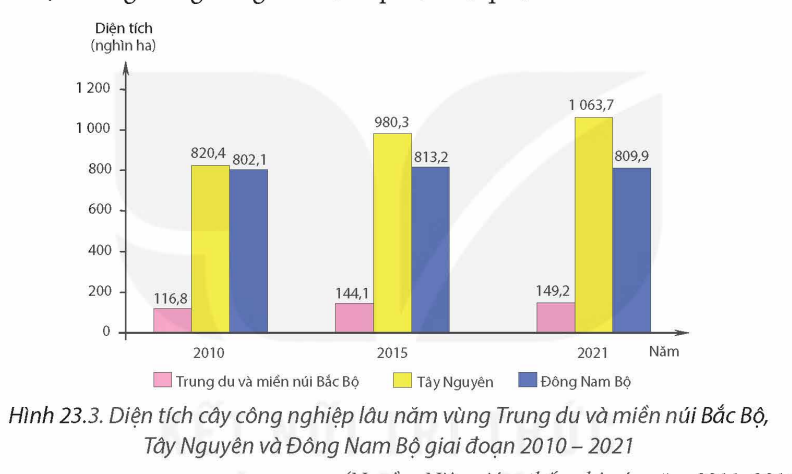 Diện tích
(nghìn ha)
1 200
1 000
800
600
400
200
0
116,8
820,4
802,1
144,1
980,3
813,2
149,2
1 063,7
809,9
2010
2015
2021
Năm
Trung du và miền núi Bắc Bộ
Tây Nguyên
Đông Nam Bộ
Hình 23.3. Diện tích cây công nghiệp lâu năm vùng Trung du và miền núi Bắc Bộ,
Tây Nguyên và Đông Nam Bộ giai đoạn 2010 – 2021